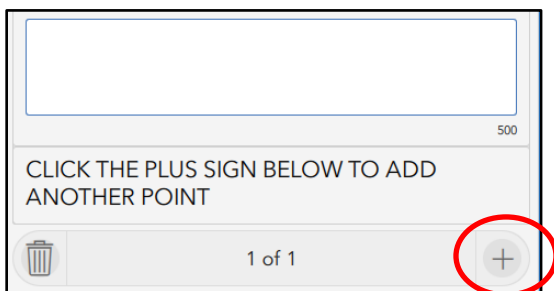 500
CLICK THE PLUS SIGN BELOW TO ADD
ANOTHER POINT
1 of 1